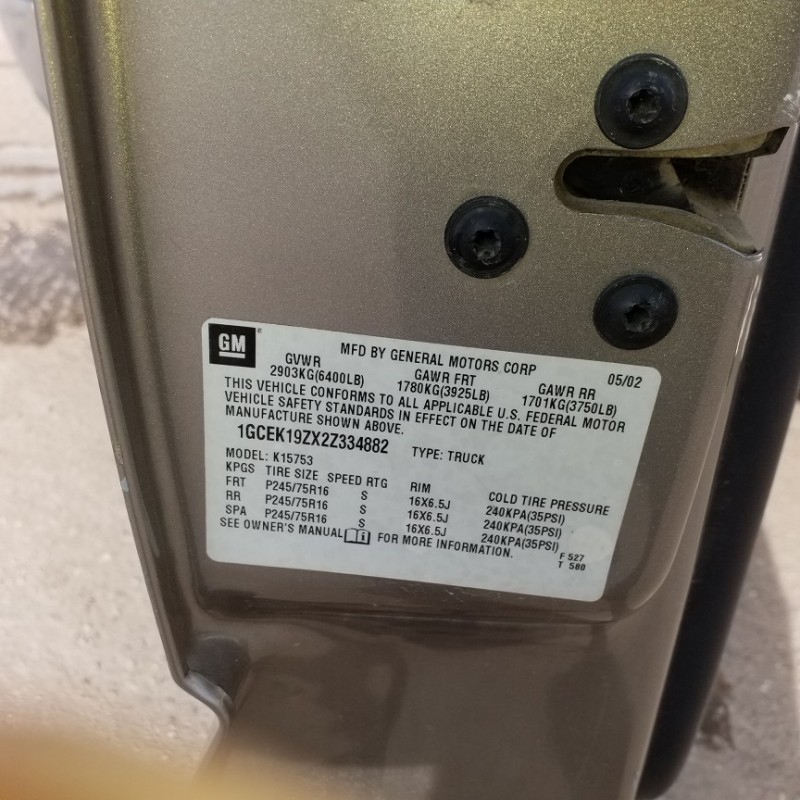 GM®
MFD BY GENERAL MOTORS CORP 05/02
GVWR GAWR FRT GAWR RR
2903KG(6400LB) 1780KG(3925LB) 1701KG(3750LB)
THIS VEHICLE CONFORMS TO ALL APPLICABLE U.S. FEDERAL MOTOR
VEHICLE SAFETY STANDARDS IN EFFECT ON THE DATE OF
MANUFACTURE SHOWN ABOVE.
1GCEK19ZX2Z334882 TYPE: TRUCK
MODEL: K15753
KPGS TIRE SIZE SPEED RTG RIM COLD TIRE PRESSURE
FRT P245/75R16 S 16X6.5J 240KPA(35PSI)
RR P245/75R16 S 16X6.5J 240KPA(35PSI)
SPA P245/75R16 S 16X6.5J 240KPA(35PSI)
SEE OWNER'S MANUAL i FOR MORE INFORMATION.
F 527
T 580